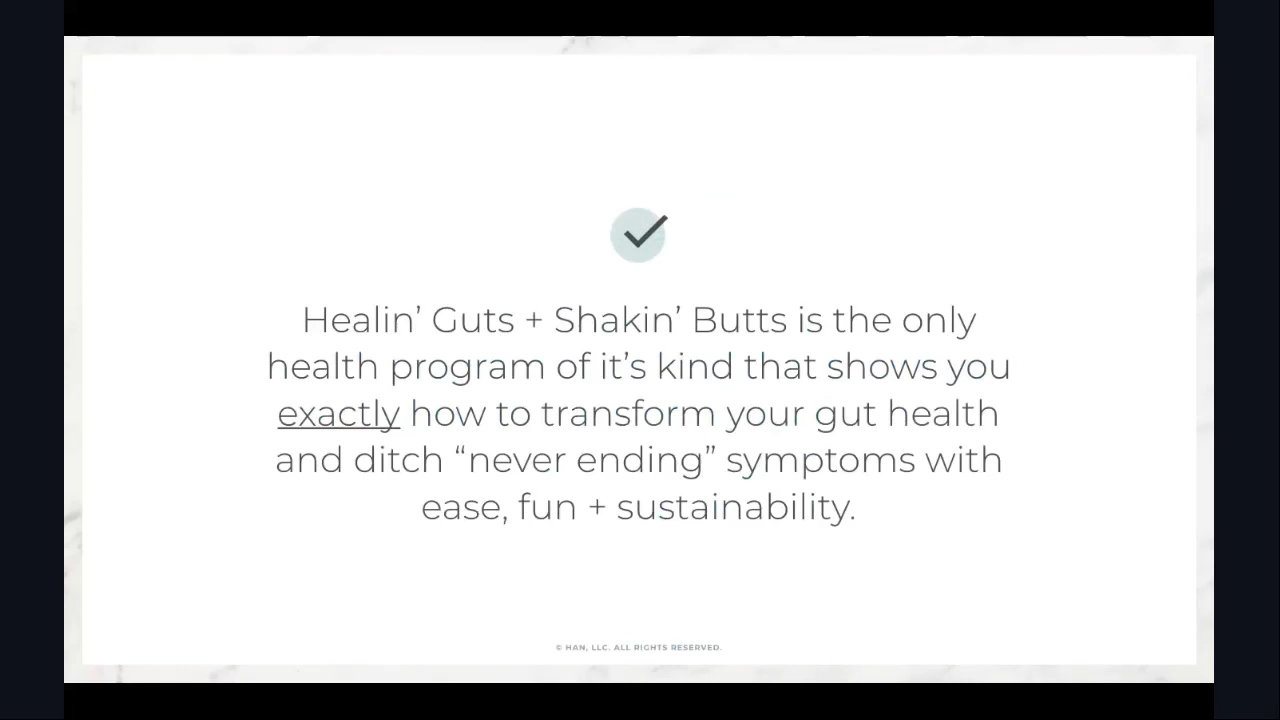 Healin’ Guts + Shakin’ Butts is the only
health program of it’s kind that shows you
exactly how to transform your gut health
and ditch “never ending” symptoms with
ease, fun + sustainability.
© HAN, LLC. ALL RIGHTS RESERVED.